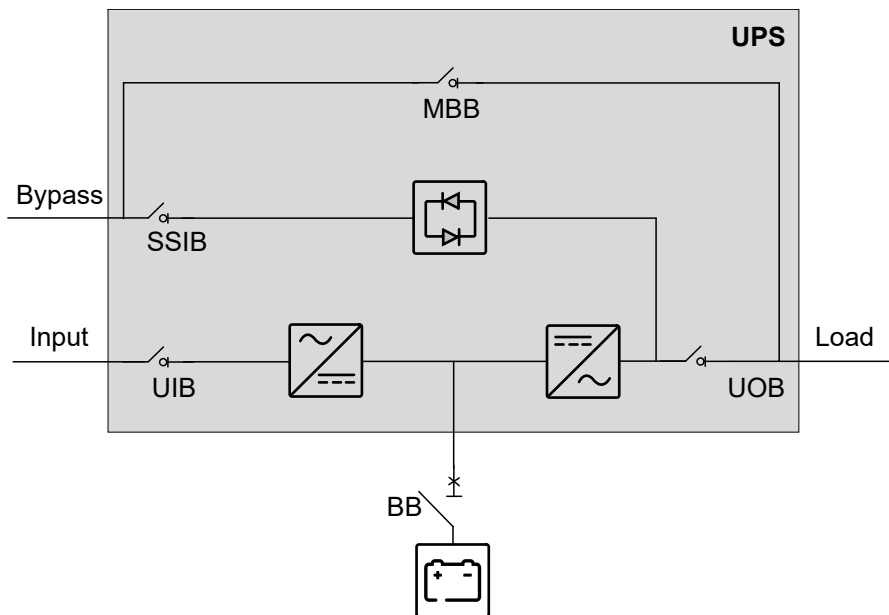 UPS
MBB
Bypass
SSIB
Input
Load
UIB
UOB
BB
+ -